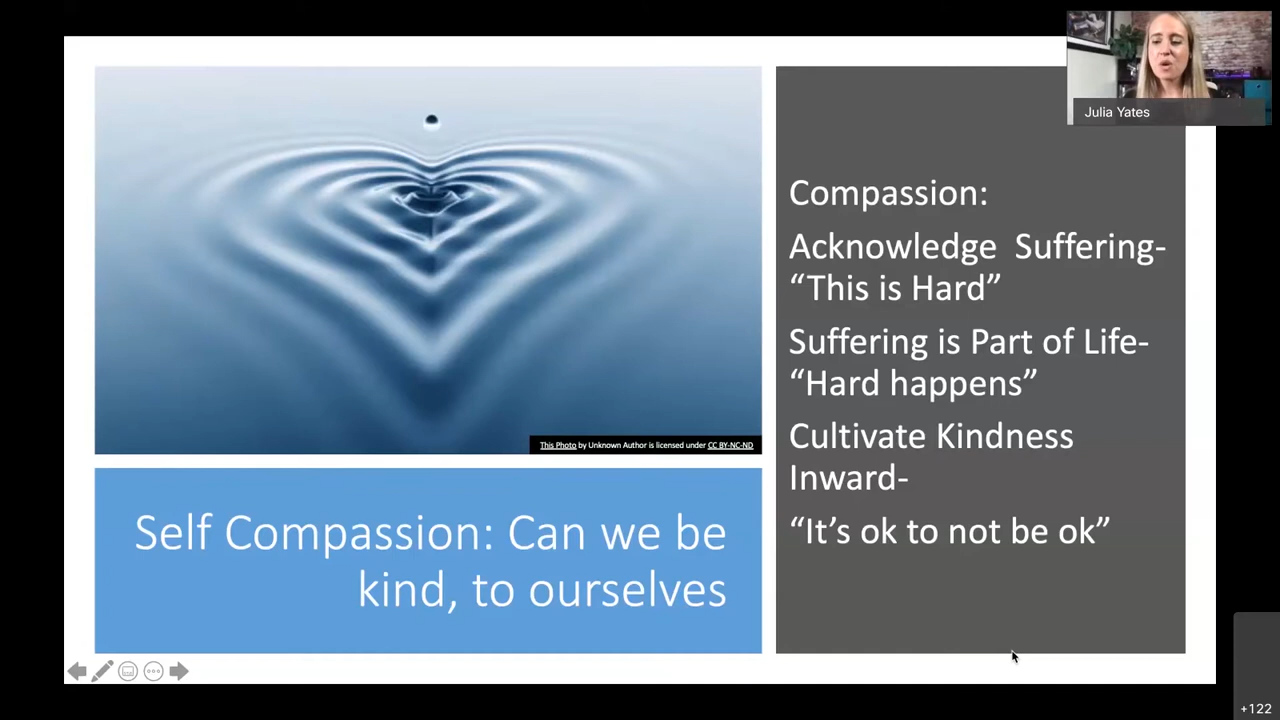 Julia Yates
Compassion:
Acknowledge  Suffering-
“This is Hard”
Suffering is Part of Life-
“Hard happens”
Cultivate Kindness
Inward-
“It’s ok to not be ok”
This Photo by Unknown Author is licensed under CC BY-NC-ND
Self Compassion: Can we be
kind, to ourselves
+122